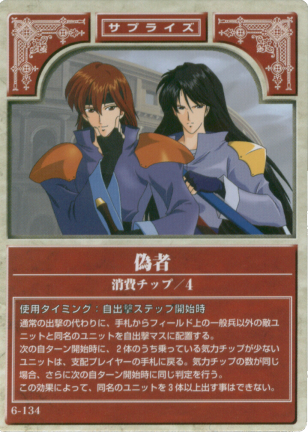 サプライズ
偽者
消費チップ／4
使用タイミング：自出撃ステップ開始時
通常の出撃の代わりに、手札からフィールド上の一般兵以外の敵ユ
ニットと同名のユニットを自出撃マスに配置する。
次の自ターン開始時に、2体のうち乗っている気力チップが少ない
ユニットは、支配プレイヤーの手札に戻る。気力チップの数が同じ
場合、さらに次の自ターン開始時に同じ判定を行う。
この効果によって、同名のユニットを3体以上出す事はできない。
6-134